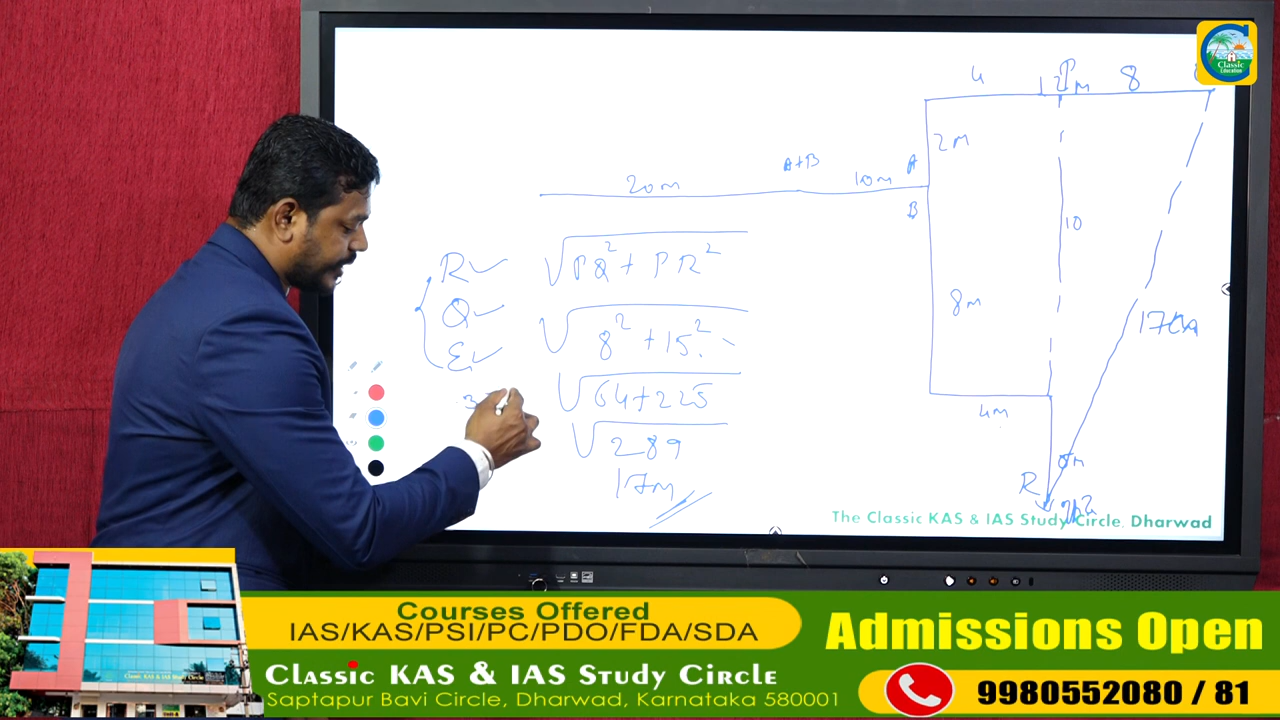 Classic
Education
4
P
12m
8
2m
A+B
A
20m
10m
B
10
R✓
√PQ² + PR²
Q✓
8m
√8² + 15²
E✓
17
√64+225
4m
√289
17m
R
The Classic KAS & IAS Study Circle, Dharwad
Courses Offered
IAS/KAS/PSI/PC/PDO/FDA/SDA
Classic KAS & IAS Study Circle
Saptapur Bavi Circle, Dharwad, Karnataka 580001
Admissions Open
9980552080 / 81